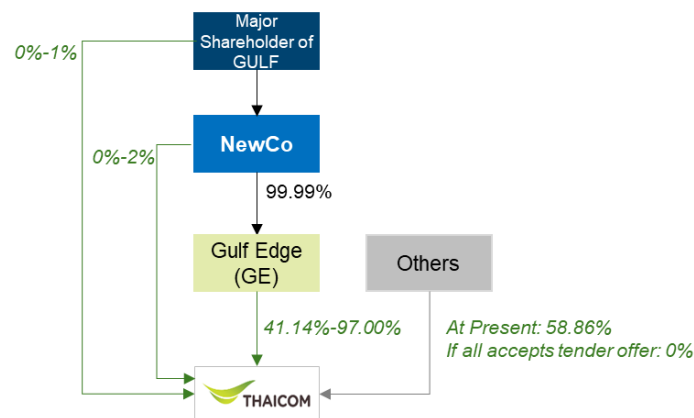 Major
Shareholder of
GULF
0%-1%
NewCo
0%-2%
99.99%
Gulf Edge
(GE)
Others
41.14%-97.00%
At Present: 58.86%
If all accepts tender offer: 0%
THAICOM